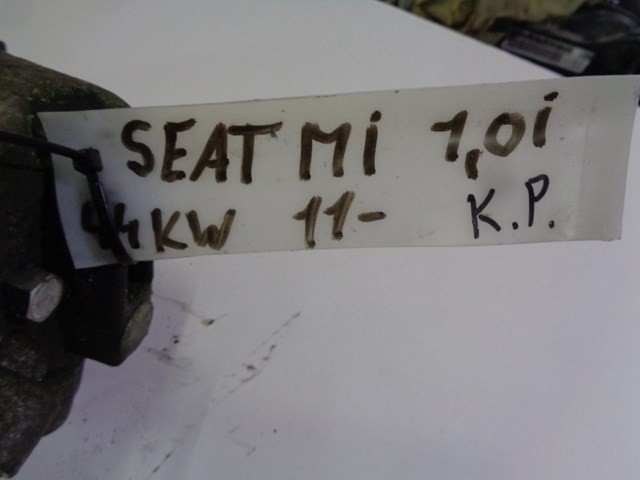 SEAT Mi 1,0i
44KW 11- K.P.